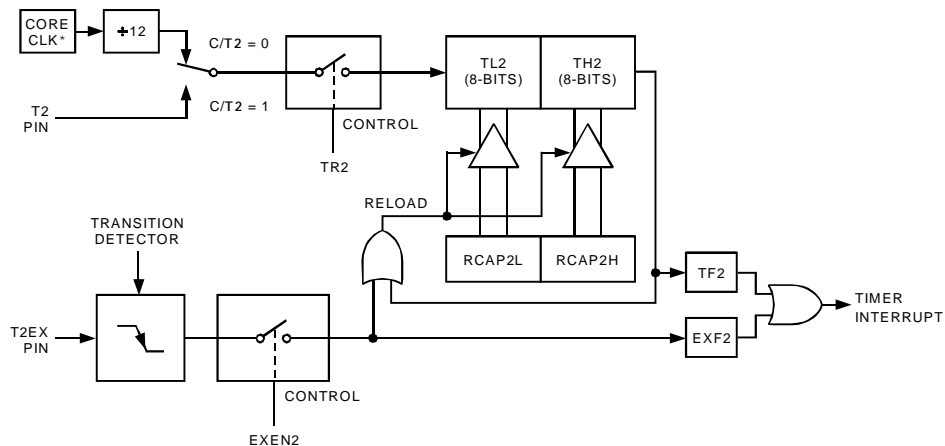 CORE
CLK*
÷12
C/T2 = 0
C/T2 = 1
T2
PIN
CONTROL
TR2
TL2
(8-BITS)
TH2
(8-BITS)
RELOAD
TRANSITION
DETECTOR
RCAP2L
RCAP2H
TF2
TIMER
INTERRUPT
T2EX
PIN
EXF2
CONTROL
EXEN2